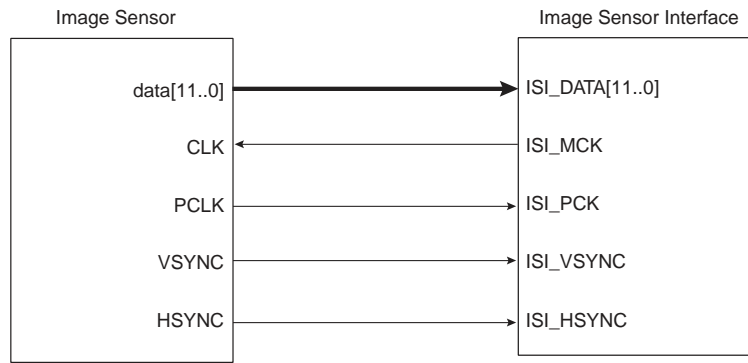 Image Sensor
Image Sensor Interface
data[11..0]
ISI_DATA[11..0]
CLK
ISI_MCK
PCLK
ISI_PCK
VSYNC
ISI_VSYNC
HSYNC
ISI_HSYNC